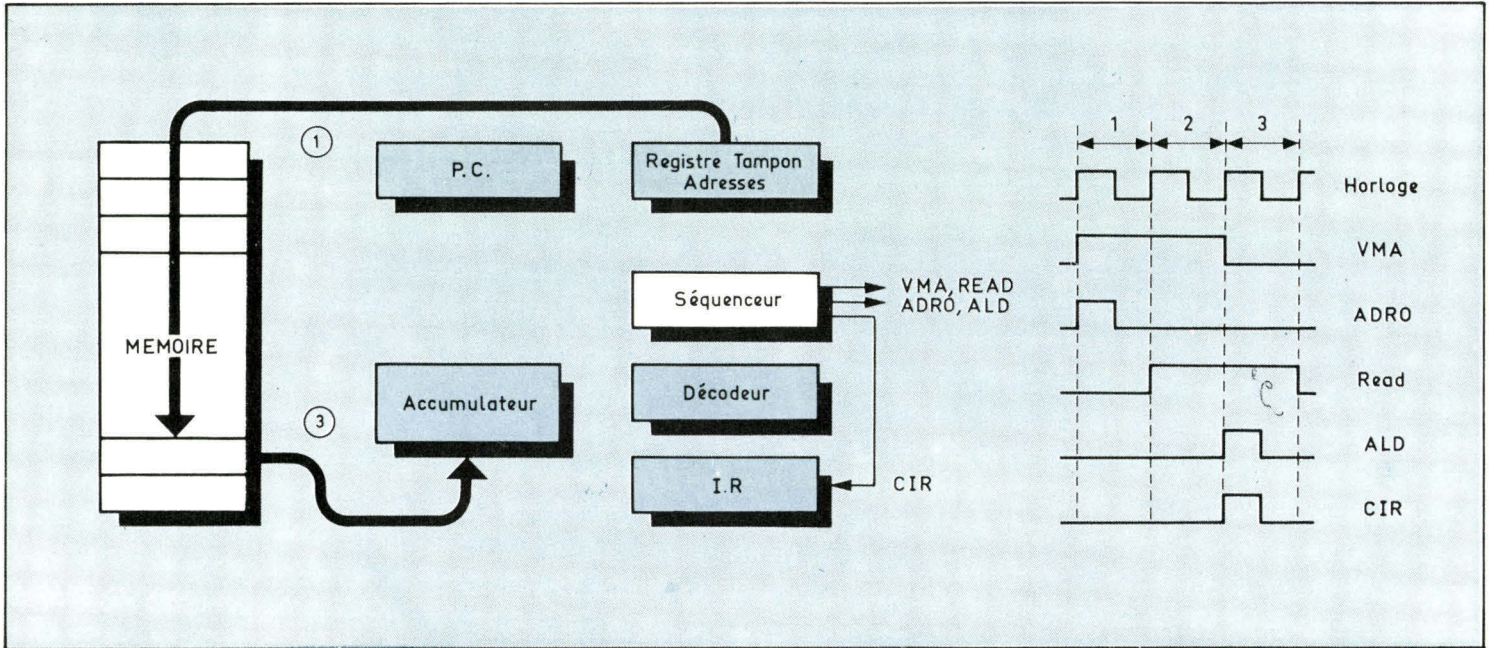 1
P.C.
Registre Tampon
Adresses
MEMOIRE
Séquenceur
VMA, READ
ADRÓ, ALD
3
Accumulateur
Décodeur
I.R
CIR
1 2 3
Horloge
VMA
ADRO
Read
ALD
CIR